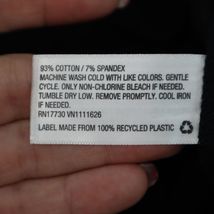 93% COTTON / 7% SPANDEX
MACHINE WASH COLD WITH LIKE COLORS. GENTLE
CYCLE. ONLY NON-CHLORINE BLEACH IF NEEDED.
TUMBLE DRY LOW. REMOVE PROMPTLY. COOL IRON
IF NEEDED.
RN17730 VN1111626
LABEL MADE FROM 100% RECYCLED PLASTIC